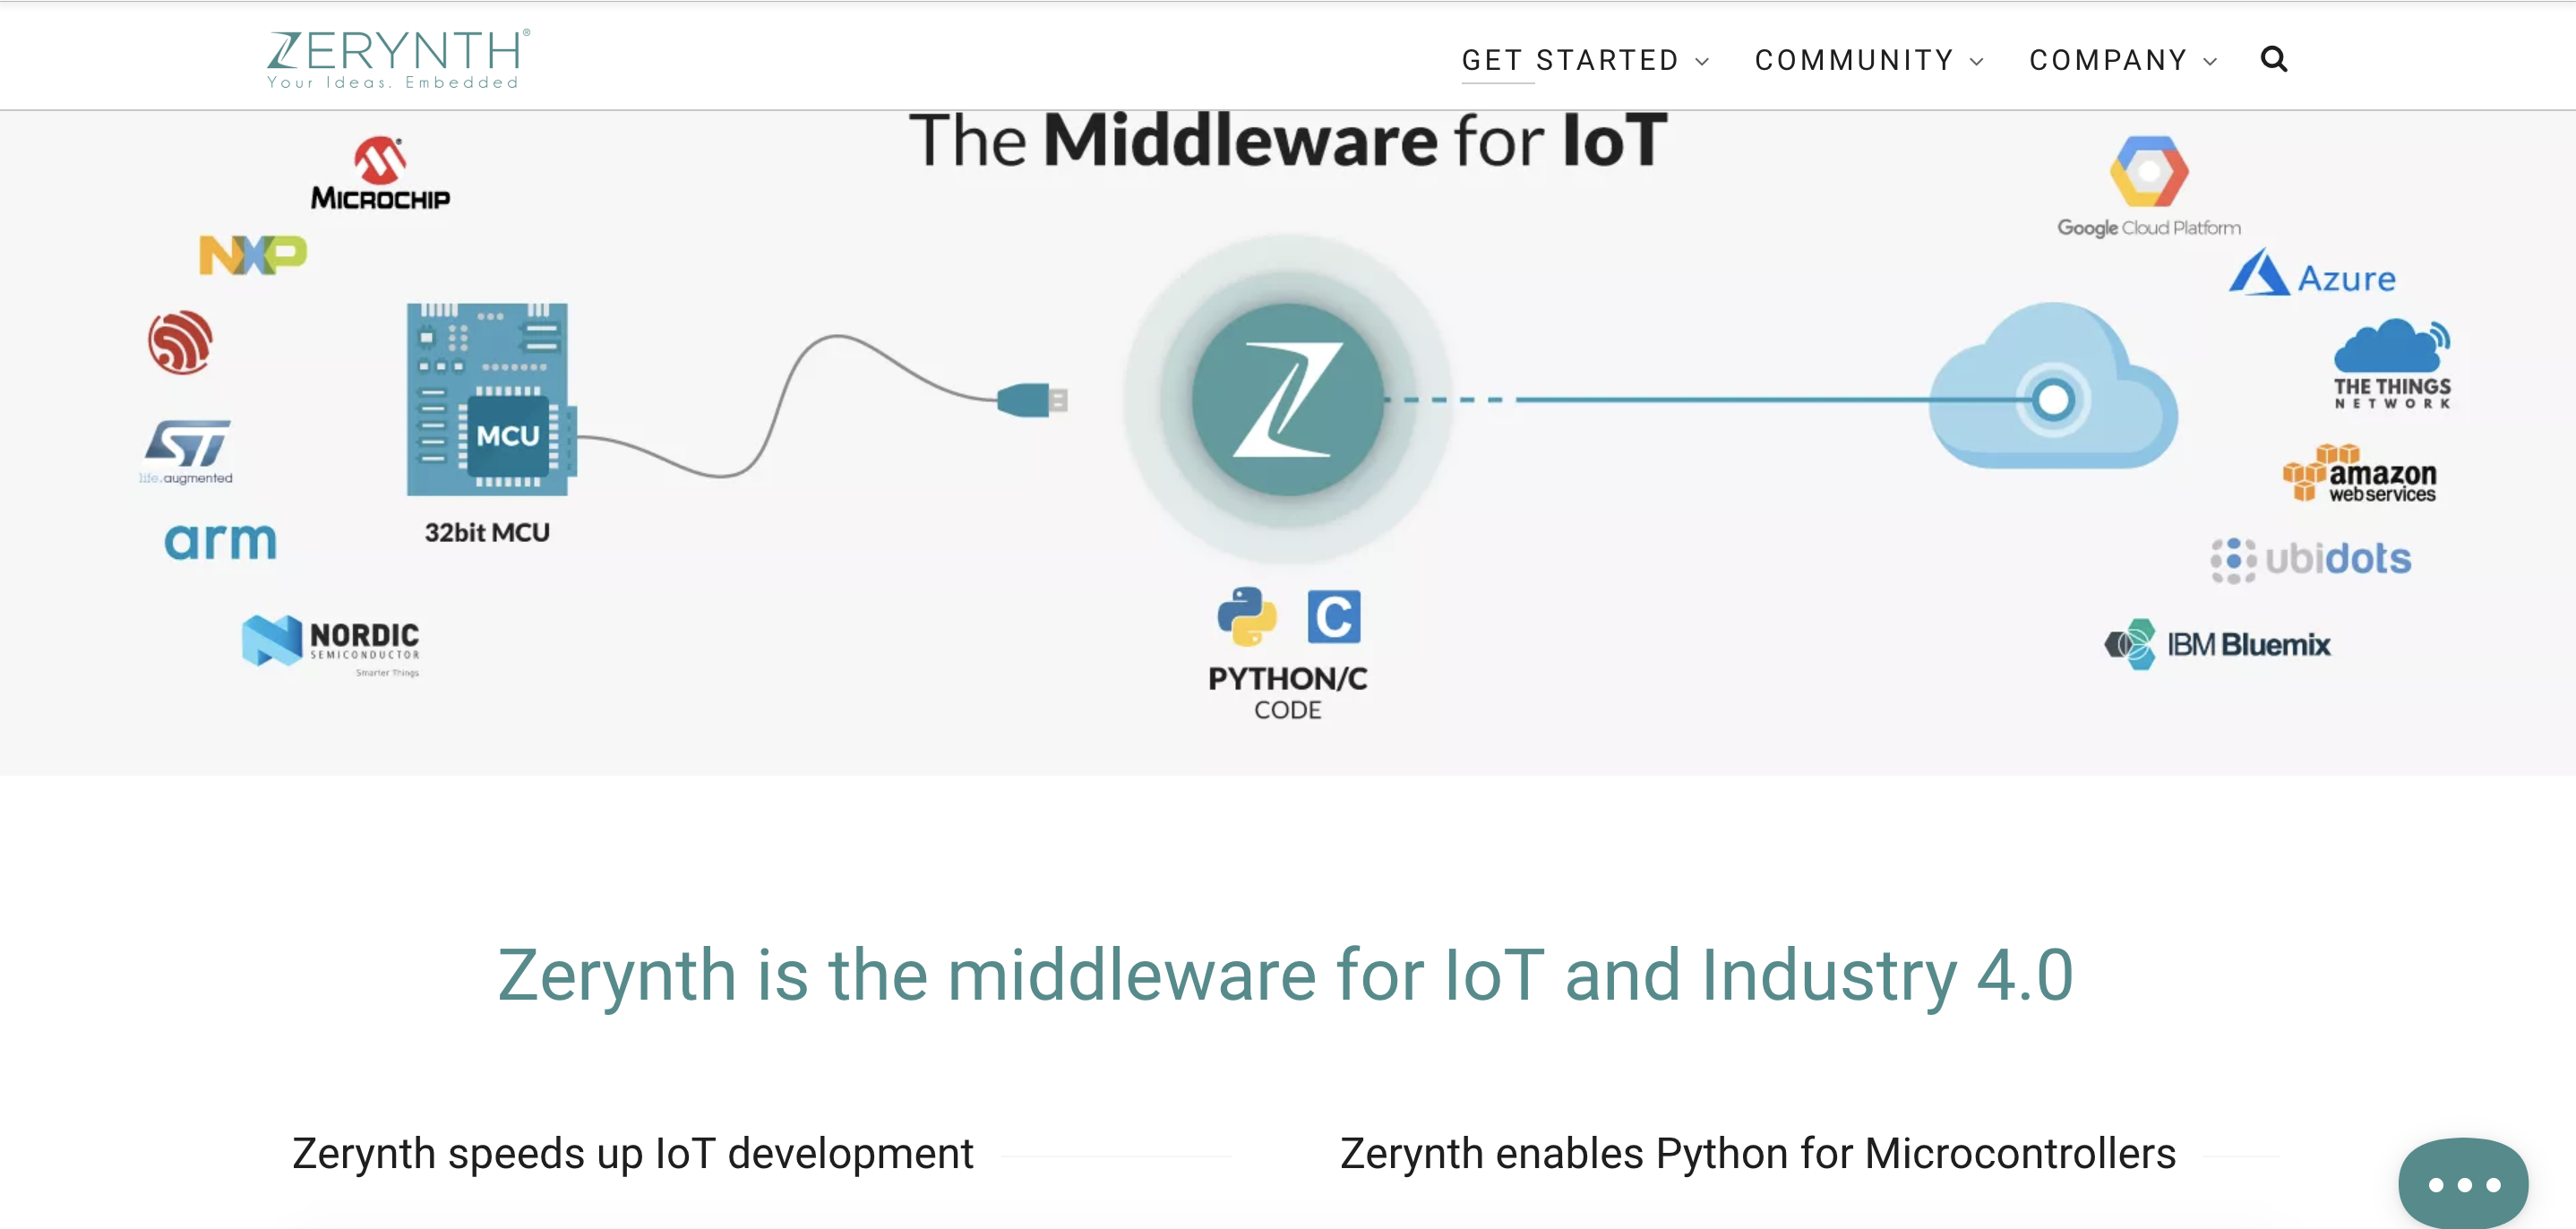 ZERYNTH®
Your Ideas. Embedded
GET STARTED
COMMUNITY
COMPANY
The Middleware for IoT
MICROCHIP
NXP
ST
life.augmented
arm
NORDIC
SEMICONDUCTOR
Smarter Things
MCU
32bit MCU
Z
C
PYTHON/C
CODE
Google Cloud Platform
Azure
THE THINGS
NETWORK
amazon
web services
ubidots
IBM Bluemix
Zerynth is the middleware for IoT and Industry 4.0
Zerynth speeds up IoT development
Zerynth enables Python for Microcontrollers